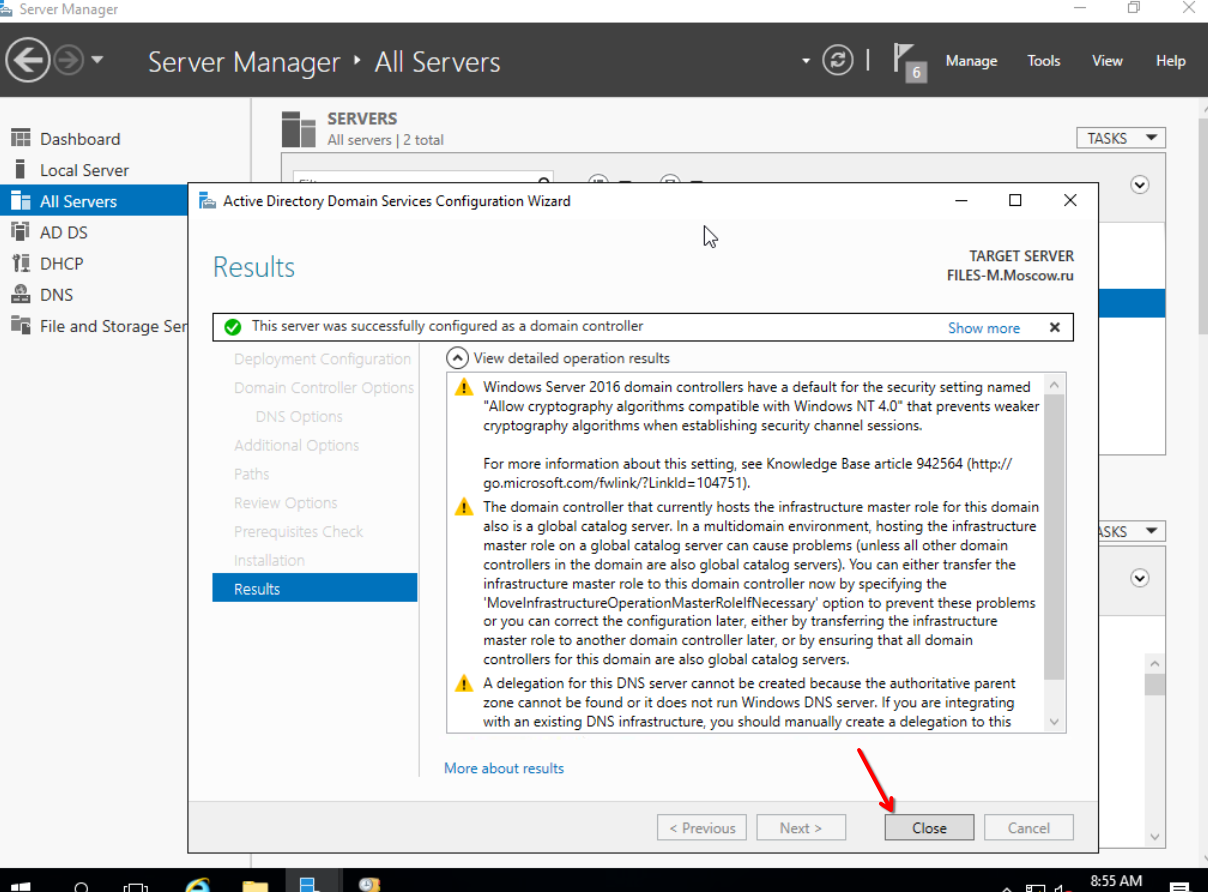 Server Manager
Server Manager ‣ All Servers
6
Manage
Tools
View
Help
Dashboard
Local Server
All Servers
AD DS
DHCP
DNS
File and Storage Ser
SERVERS
All servers | 2 total
TASKS
Active Directory Domain Services Configuration Wizard
Results
TARGET SERVER
FILES-M.Moscow.ru
This server was successfully configured as a domain controller
Show more
Deployment Configuration
Domain Controller Options
DNS Options
Additional Options
Paths
Review Options
Prerequisites Check
Installation
Results
View detailed operation results
Windows Server 2016 domain controllers have a default for the security setting named
"Allow cryptography algorithms compatible with Windows NT 4.0" that prevents weaker
cryptography algorithms when establishing security channel sessions.
For more information about this setting, see Knowledge Base article 942564 (http://
go.microsoft.com/fwlink/?LinkId=104751).
The domain controller that currently hosts the infrastructure master role for this domain
also is a global catalog server. In a multidomain environment, hosting the infrastructure
master role on a global catalog server can cause problems (unless all other domain
controllers in the domain are also global catalog servers). You can either transfer the
infrastructure master role to this domain controller now by specifying the
'MoveInfrastructureOperationMasterRoleIfNecessary' option to prevent these problems
or you can correct the configuration later, either by transferring the infrastructure
master role to another domain controller later, or by ensuring that all domain
controllers for this domain are also global catalog servers.
A delegation for this DNS server cannot be created because the authoritative parent
zone cannot be found or it does not run Windows DNS server. If you are integrating
with an existing DNS infrastructure, you should manually create a delegation to this
More about results
< Previous
Next >
Close
Cancel
ASKS
8:55 AM